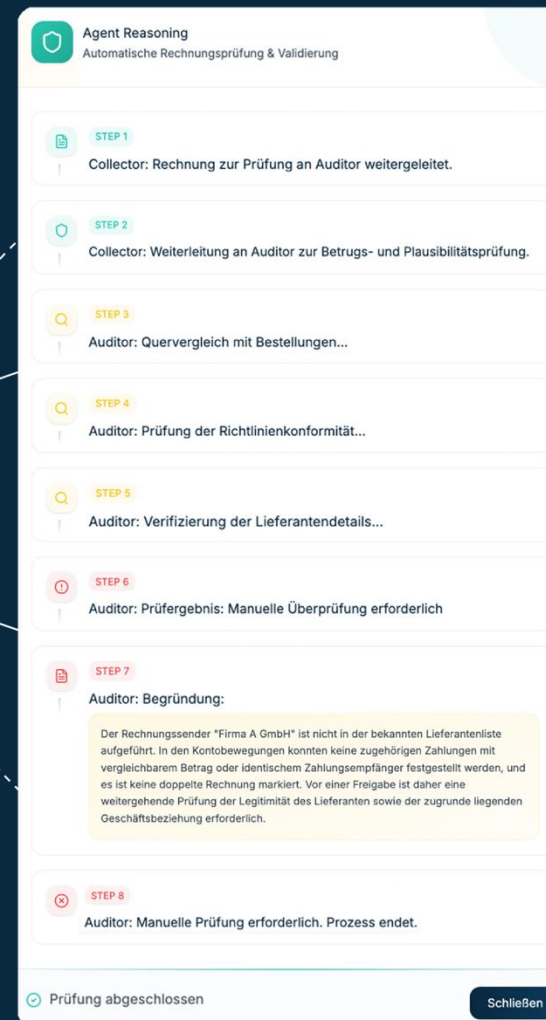 Agent Reasoning
Automatische Rechnungsprüfung & Validierung
STEP 1
Collector: Rechnung zur Prüfung an Auditor weitergeleitet.
STEP 2
Collector: Weiterleitung an Auditor zur Betrugs- und Plausibilitätsprüfung.
STEP 3
Auditor: Quervergleich mit Bestellungen...
STEP 4
Auditor: Prüfung der Richtlinienkonformität...
STEP 5
Auditor: Verifizierung der Lieferantendetails...
STEP 6
Auditor: Prüfergebnis: Manuelle Überprüfung erforderlich
STEP 7
Auditor: Begründung:
Der Rechnungssender "Firma A GmbH" ist nicht in der bekannten Lieferantenliste
aufgeführt. In den Kontobewegungen konnten keine zugehörigen Zahlungen mit
vergleichbarem Betrag oder identischem Zahlungsempfänger festgestellt werden, und
es ist keine doppelte Rechnung markiert. Vor einer Freigabe ist daher eine
weitergehende Prüfung der Legitimität des Lieferanten sowie der zugrunde liegenden
Geschäftsbeziehung erforderlich.
STEP 8
Auditor: Manuelle Prüfung erforderlich. Prozess endet.
Prüfung abgeschlossen
Schließen